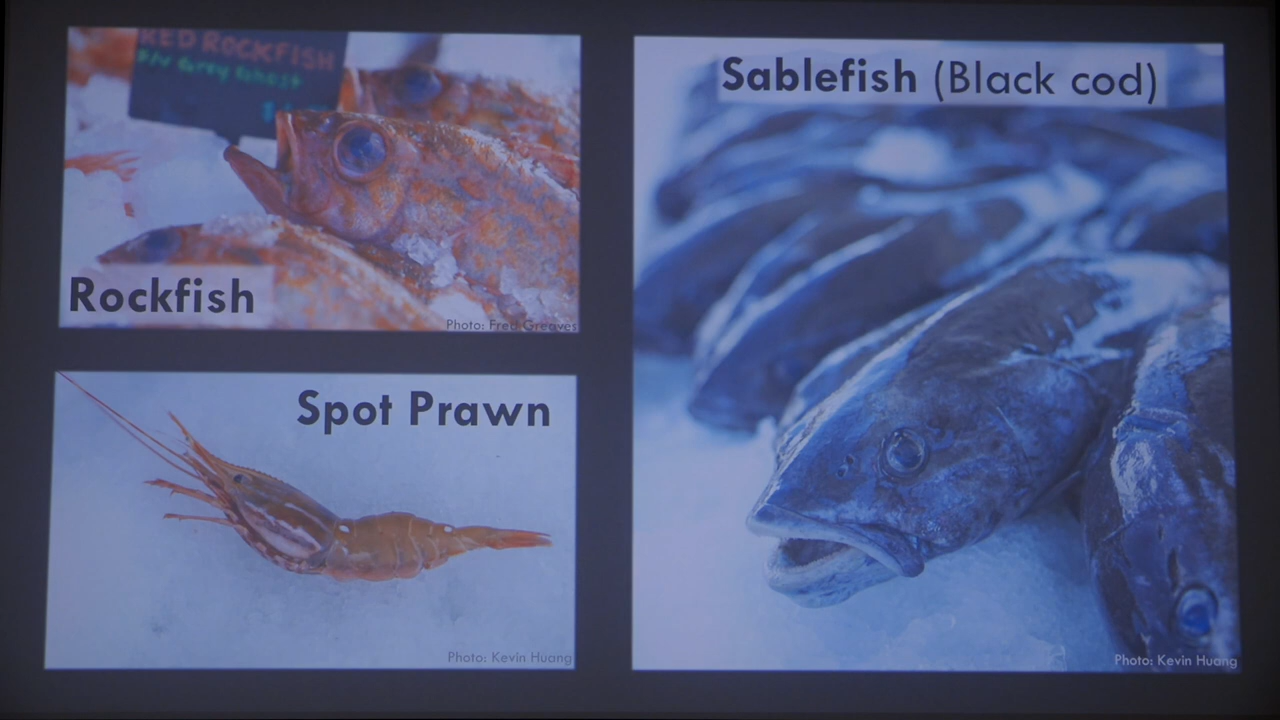 RED ROCKFISH
Rockfish
Photo: Fred Greaves
Spot Prawn
Photo: Kevin Huang
Sablefish (Black cod)
Photo: Kevin Huang